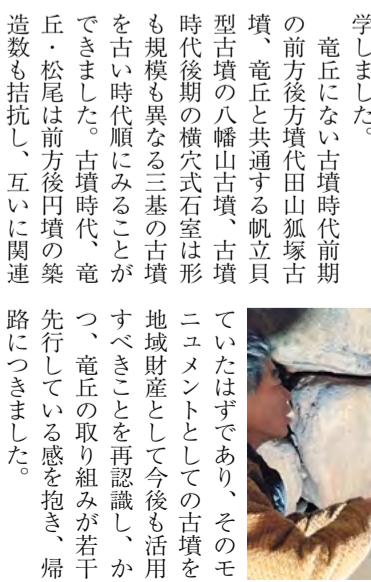 学しました。
　竜丘にない古墳時代前期
の前方後方墳代田山狐塚古
墳、竜丘と共通する帆立貝
型古墳の八幡山古墳、古墳
時代後期の横穴式石室は形
も規模も異なる三基の古墳
を古い時代順にみることが
できました。古墳時代、竜
丘・松尾は前方後円墳の築
造数も拮抗し、互いに関連
ていたはずであり、そのモ
ニュメントとしての古墳を
地域財産として今後も活用
すべきことを再認識し、か
つ、竜丘の取り組みが若干
先行している感を抱き、帰
路につきました。